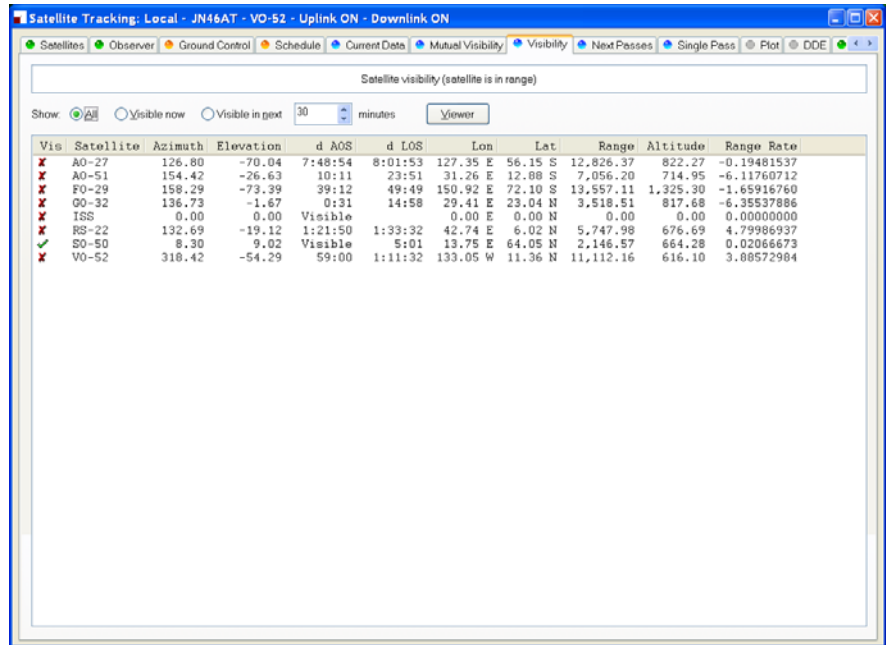 Satellite Tracking: Local - JN46AT - VO-52 - Uplink ON - Downlink ON
Satellites Observer Ground Control Schedule Current Data Mutual Visibility Visibility Next Passes Single Pass Plot DDE
Satellite visibility (satellite is in range)
Show: All Visible now Visible in next 30 minutes Viewer
Vis Satellite Azimuth Elevation d AOS d LOS Lon Lat Range Altitude Range Rate
AO-27 126.80 -70.04 7:48:54 8:01:53 127.35 E 56.15 S 12,826.37 822.27 -0.19481537
AO-51 154.42 -26.63 10:11 23:51 31.26 E 12.88 S 7,056.20 714.95 -6.11760712
FO-29 158.29 -73.39 39:12 49:49 150.92 E 72.10 S 13,557.11 1,325.30 -1.65916760
GO-32 136.73 -1.67 0:31 14:58 29.41 E 23.04 N 3,518.51 817.68 -6.35537886
ISS 0.00 0.00 Visible 0.00 E 0.00 N 0.00 0.00 0.00000000
RS-22 132.69 -19.12 1:21:50 1:33:32 42.74 E 6.02 N 5,747.98 676.69 4.79986937
SO-50 8.30 9.02 Visible 5:01 13.75 E 64.05 N 2,146.57 664.28 0.02066673
VO-52 318.42 -54.29 59:00 1:11:32 133.05 W 11.36 N 11,112.16 616.10 3.88572984